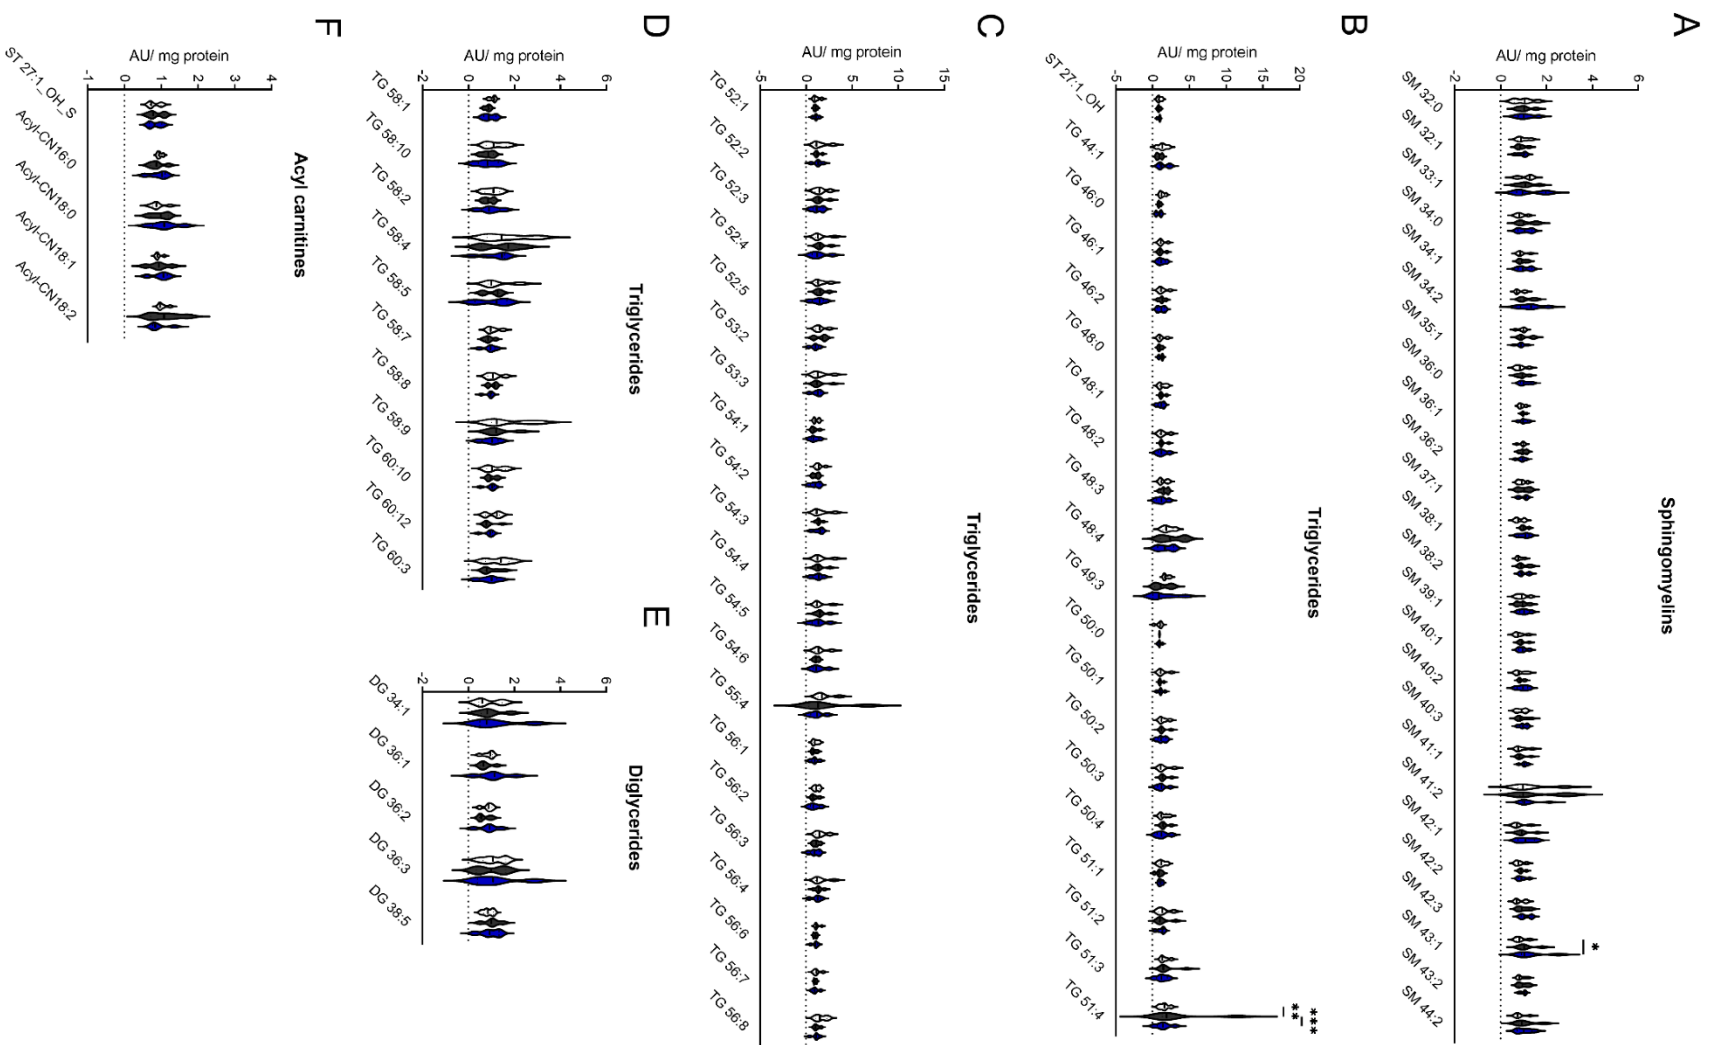 A
Sphingomyelins
AU/ mg protein
6
4
2
0
-2
SM 32:0
SM 32:1
SM 33:1
SM 34:0
SM 34:1
SM 34:2
SM 35:1
SM 36:0
SM 36:1
SM 36:2
SM 37:1
SM 38:1
SM 38:2
SM 39:1
SM 40:1
SM 40:2
SM 40:3
SM 41:1
SM 41:2
SM 42:1
SM 42:2
SM 42:3
SM 43:1
SM 43:2
SM 44:2
*
B
Triglycerides
AU/ mg protein
20
15
10
5
0
-5
ST 27:1_OH
TG 44:1
TG 46:0
TG 46:1
TG 46:2
TG 48:0
TG 48:1
TG 48:2
TG 48:3
TG 48:4
TG 49:3
TG 50:0
TG 50:1
TG 50:2
TG 50:3
TG 50:4
TG 51:1
TG 51:2
TG 51:3
TG 51:4
***
**
C
Triglycerides
AU/ mg protein
15
10
5
0
-5
TG 52:1
TG 52:2
TG 52:3
TG 52:4
TG 52:5
TG 53:2
TG 53:3
TG 54:1
TG 54:2
TG 54:3
TG 54:4
TG 54:5
TG 54:6
TG 55:4
TG 56:1
TG 56:2
TG 56:3
TG 56:4
TG 56:6
TG 56:7
TG 56:8
D
Triglycerides
AU/ mg protein
6
4
2
0
-2
TG 58:1
TG 58:10
TG 58:2
TG 58:4
TG 58:5
TG 58:7
TG 58:8
TG 58:9
TG 60:10
TG 60:12
TG 60:3
E
Diglycerides
6
4
2
0
-2
DG 34:1
DG 36:1
DG 36:2
DG 36:3
DG 38:5
F
Acyl carnitines
AU/ mg protein
4
3
2
1
0
-1
ST 27:1_OH_S
Acyl-CN16:0
Acyl-CN18:0
Acyl-CN18:1
Acyl-CN18:2